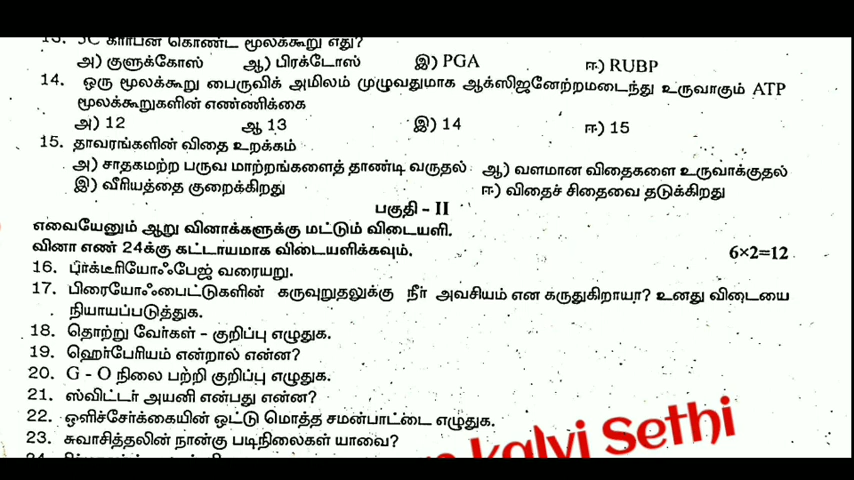 13. 3C கார்பன் கொண்ட மூலக்கூறு எது?
அ) குளுக்கோஸ் ஆ) பிரக்டோஸ் இ) PGA ஈ) RUBP
14. ஒரு மூலக்கூறு பைருவிக் அமிலம் முழுவதுமாக ஆக்ஸிஜனேற்றமடைந்து உருவாகும் ATP
மூலக்கூறுகளின் எண்ணிக்கை
அ) 12 ஆ 13 இ) 14 ஈ) 15
15. தாவரங்களின் விதை உறக்கம்
அ) சாதகமற்ற பருவ மாற்றங்களைத் தாண்டி வருதல் ஆ) வளமான விதைகளை உருவாக்குதல்
இ) வீரியத்தை குறைக்கிறது ஈ) விதைச் சிதைவை தடுக்கிறது
பகுதி – II
எவையேனும் ஆறு வினாக்களுக்கு மட்டும் விடையளி.
வினா எண் 24க்கு கட்டாயமாக விடையளிக்கவும். 6×2=12
16. பாக்டீரியோஃபேஜ் வரையறு.
17. பிரையோஃபைட்டுகளின் கருவுறுதலுக்கு நீர் அவசியம் என கருதுகிறாயா? உனது விடையை
நியாயப்படுத்துக.
18. தொற்று வேர்கள் – குறிப்பு எழுதுக.
19. ஹெர்பேரியம் என்றால் என்ன?
20. G - O நிலை பற்றி குறிப்பு எழுதுக.
21. ஸ்விட்டர் அயனி என்பது என்ன?
22. ஒளிச்சேர்க்கையின் ஒட்டு மொத்த சமன்பாட்டை எழுதுக.
23. சுவாசித்தலின் நான்கு படிநிலைகள் யாவை?
kalvi Sethi